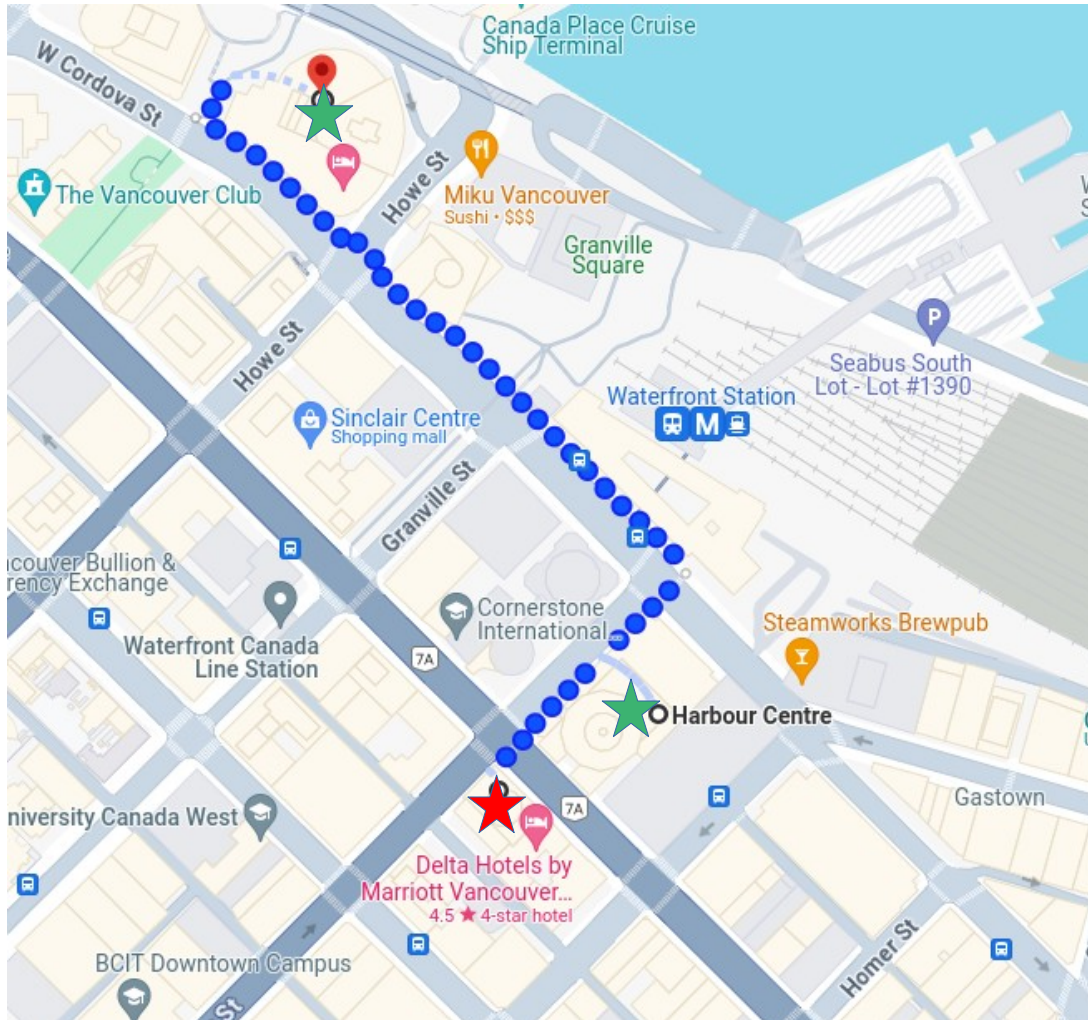 Canada Place Cruise
Ship Terminal
W Cordova St
The Vancouver Club
Howe St
Miku Vancouver
Sushi • $$$
Granville
Square
P
Seabus South
Lot - Lot #1390
Howe St
Sinclair Centre
Shopping mall
Waterfront Station
M
Granville St
ncouver Bullion &
rrency Exchange
Waterfront Canada
Line Station
Cornerstone
International...
7A
Steamworks Brewpub
Harbour Centre
7A
Gastown
niversity Canada West
Delta Hotels by
Marriott Vancouver...
4.5 ★ 4-star hotel
BCIT Downtown Campus
Homer St
St